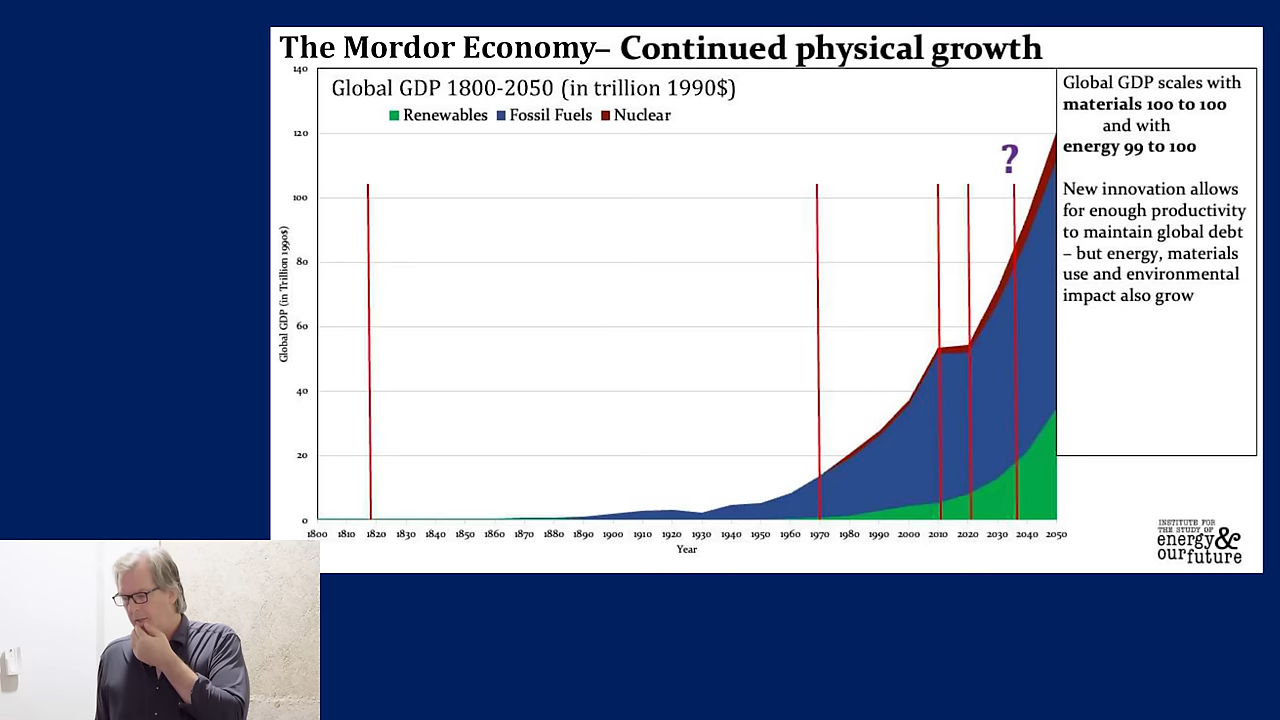 The Mordor Economy– Continued physical growth
Global GDP 1800-2050 (in trillion 1990$)
Renewables Fossil Fuels Nuclear
?
Global GDP (in Trillion 1990$)
140
120
100
80
60
40
20
0
1800 1810 1820 1830 1840 1850 1860 1870 1880 1890 1900 1910 1920 1930 1940 1950 1960 1970 1980 1990 2000 2010 2020 2030 2040 2050
Year
Global GDP scales with
materials 100 to 100
and with
energy 99 to 100
New innovation allows
for enough productivity
to maintain global debt
– but energy, materials
use and environmental
impact also grow
INSTITUTE FOR
THE STUDY OF
energy&
ourfuture